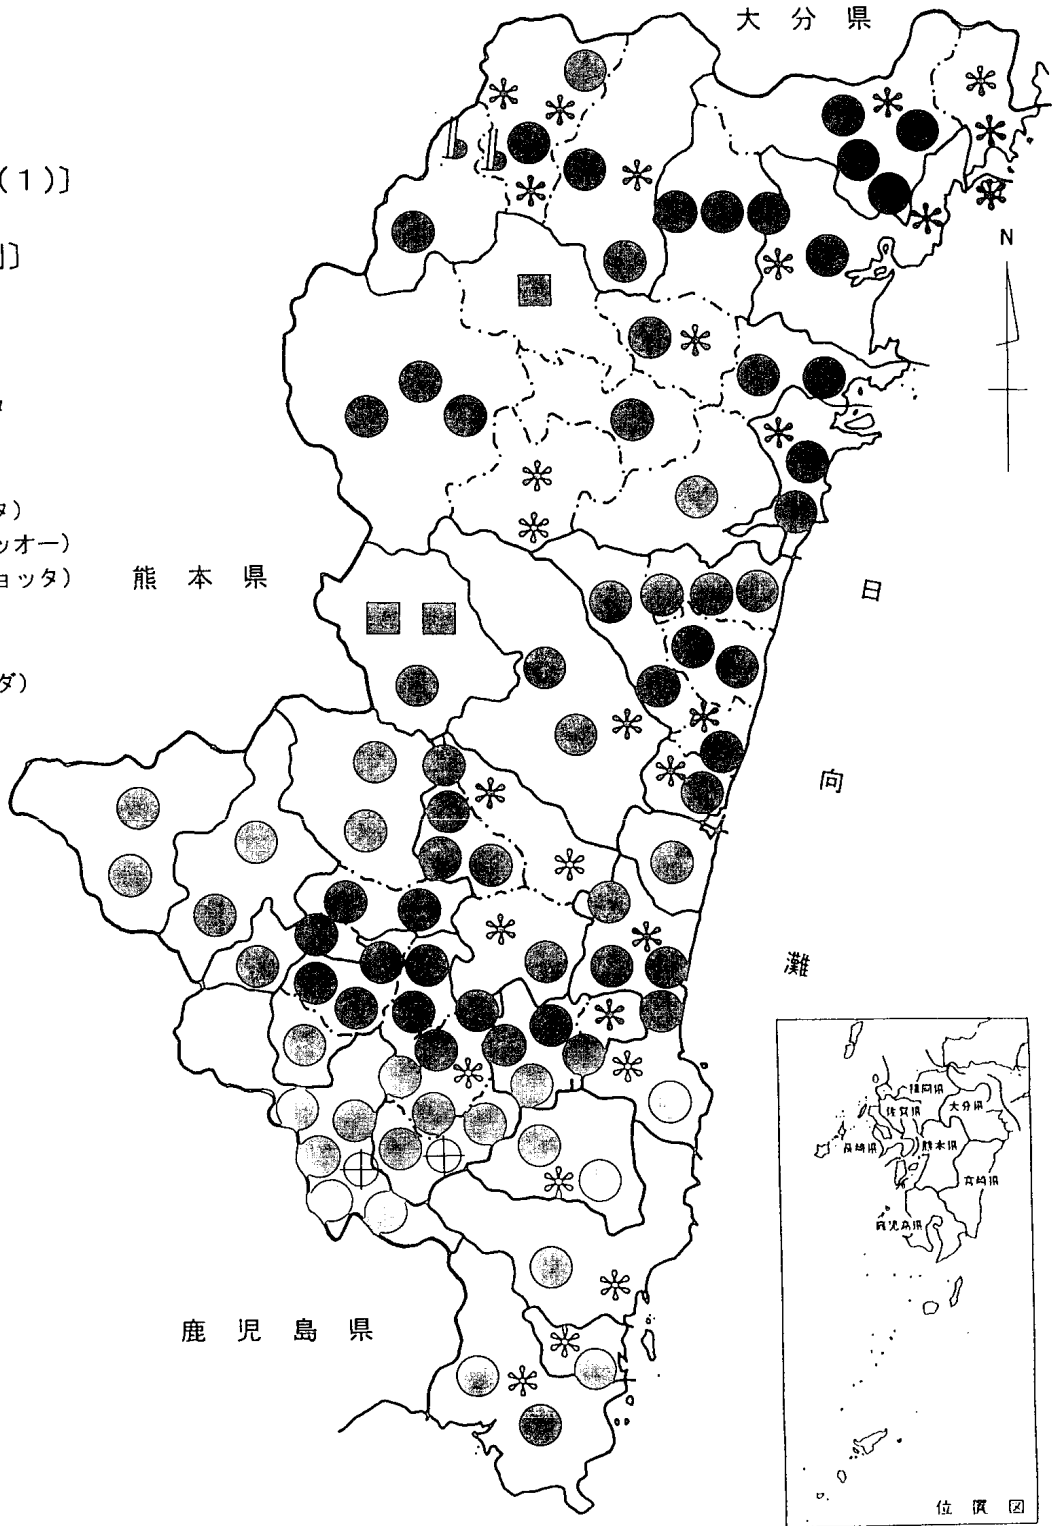 大分県
(1)]
]
タ)
ッオー)
ョッタ)
熊本県
ダ)
N
日
向
灘
鹿児島県
福岡県
佐賀県
大分県
長崎県
熊本県
宮崎県
鹿児島県
位置図